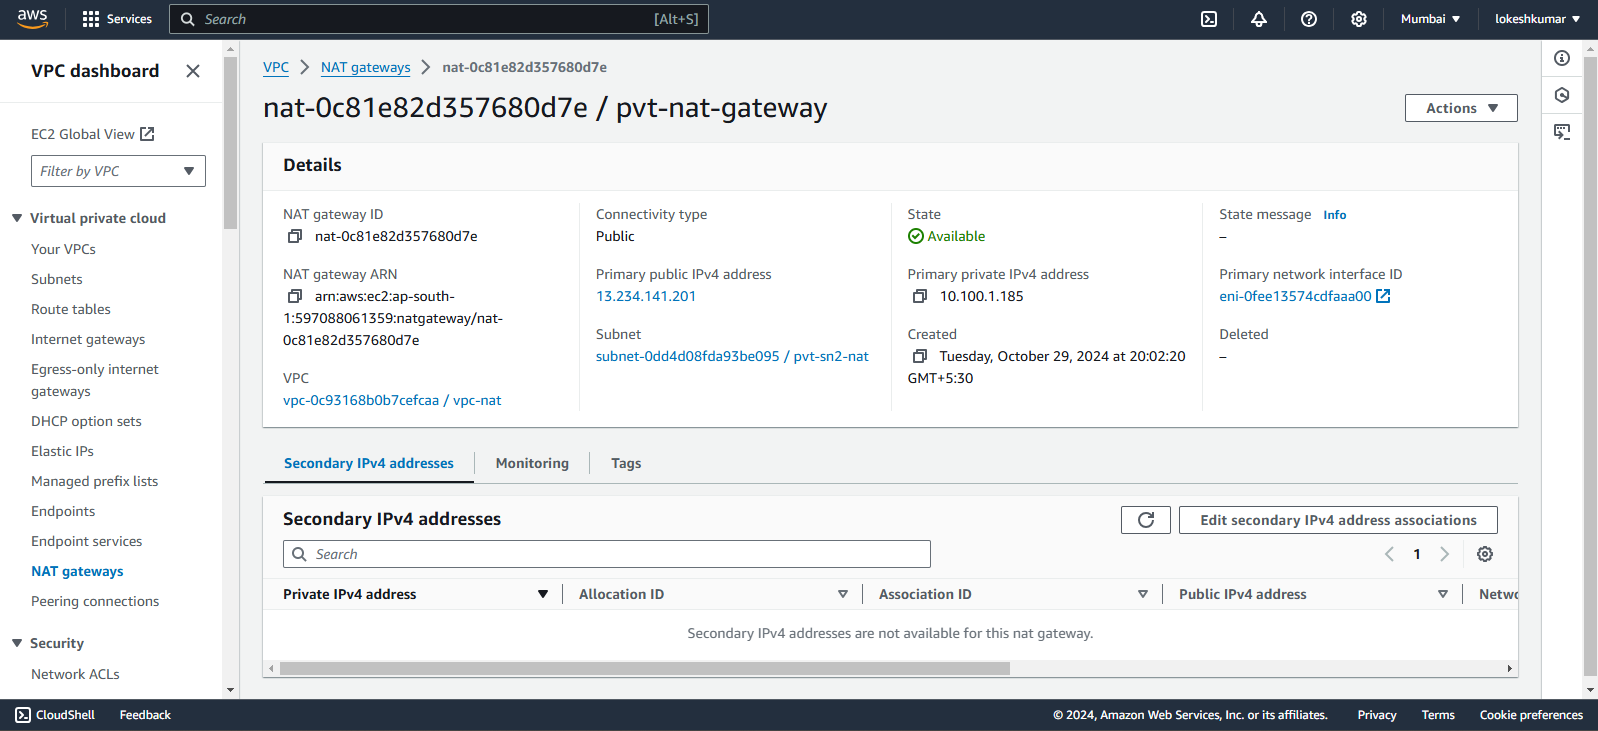 aws
Services
Search
[Alt+S]
Mumbai
lokeshkumar
VPC dashboard
EC2 Global View
Filter by VPC
Virtual private cloud
Your VPCs
Subnets
Route tables
Internet gateways
Egress-only internet
gateways
DHCP option sets
Elastic IPs
Managed prefix lists
Endpoints
Endpoint services
NAT gateways
Peering connections
Security
Network ACLs
VPC
NAT gateways
nat-0c81e82d357680d7e
nat-0c81e82d357680d7e / pvt-nat-gateway
Actions
Details
NAT gateway ID
nat-0c81e82d357680d7e
NAT gateway ARN
arn:aws:ec2:ap-south-
1:597088061359:natgateway/nat-
0c81e82d357680d7e
VPC
vpc-0c93168b0b7cefcaa / vpc-nat
Connectivity type
Public
Primary public IPv4 address
13.234.141.201
Subnet
subnet-0dd4d08fda93be095 / pvt-sn2-nat
State
Available
Primary private IPv4 address
10.100.1.185
Created
Tuesday, October 29, 2024 at 20:02:20
GMT+5:30
State message Info
–
Primary network interface ID
eni-0fee13574cdfaaa00
Deleted
–
Secondary IPv4 addresses
Monitoring
Tags
Secondary IPv4 addresses
Edit secondary IPv4 address associations
Search
1
Private IPv4 address
Allocation ID
Association ID
Public IPv4 address
Netwo
Secondary IPv4 addresses are not available for this nat gateway.
CloudShell
Feedback
© 2024, Amazon Web Services, Inc. or its affiliates.
Privacy
Terms
Cookie preferences